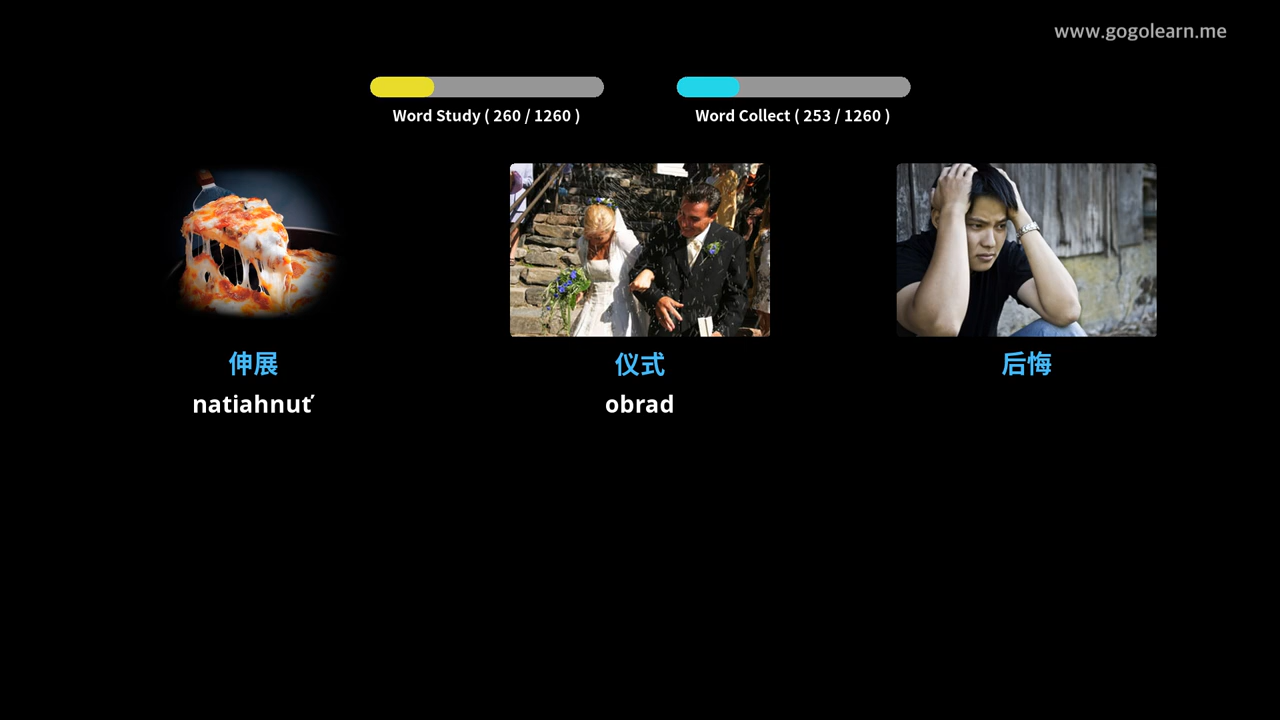 www.gogolearn.me
Word Study ( 260 / 1260 )
Word Collect ( 253 / 1260 )
伸展
仪式
后悔
natiahnuť
obrad